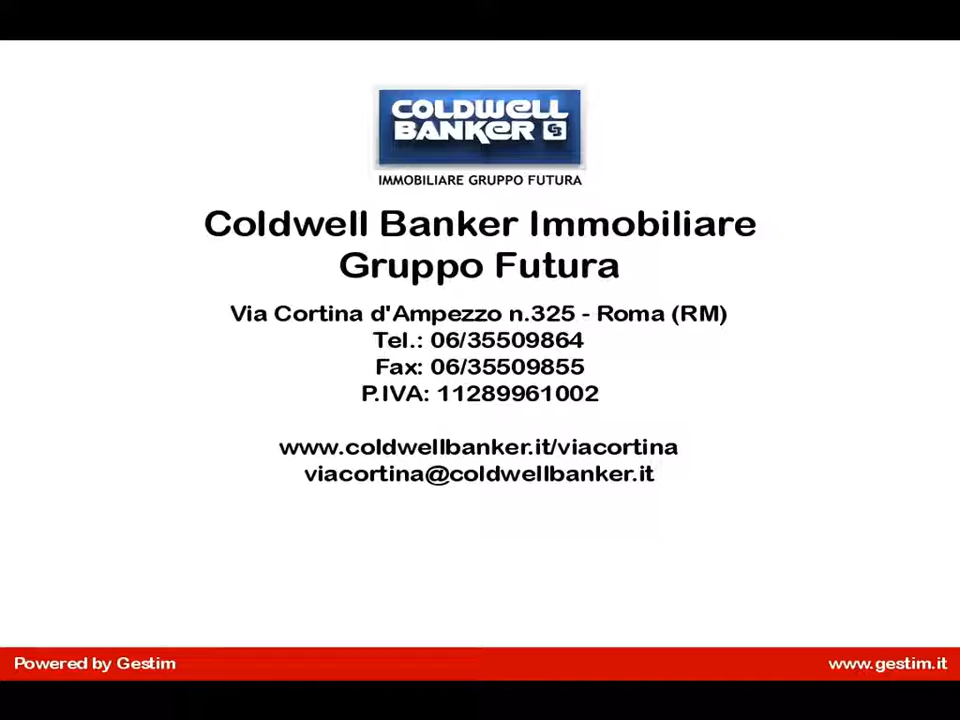 COLDWELL
BANKER CB
IMMOBILIARE GRUPPO FUTURA
Coldwell Banker Immobiliare
Gruppo Futura
Via Cortina d'Ampezzo n.325 - Roma (RM)
Tel.: 06/35509864
Fax: 06/35509855
P.IVA: 11289961002
www.coldwellbanker.it/viacortina
viacortina@coldwellbanker.it
Powered by Gestim
www.gestim.it